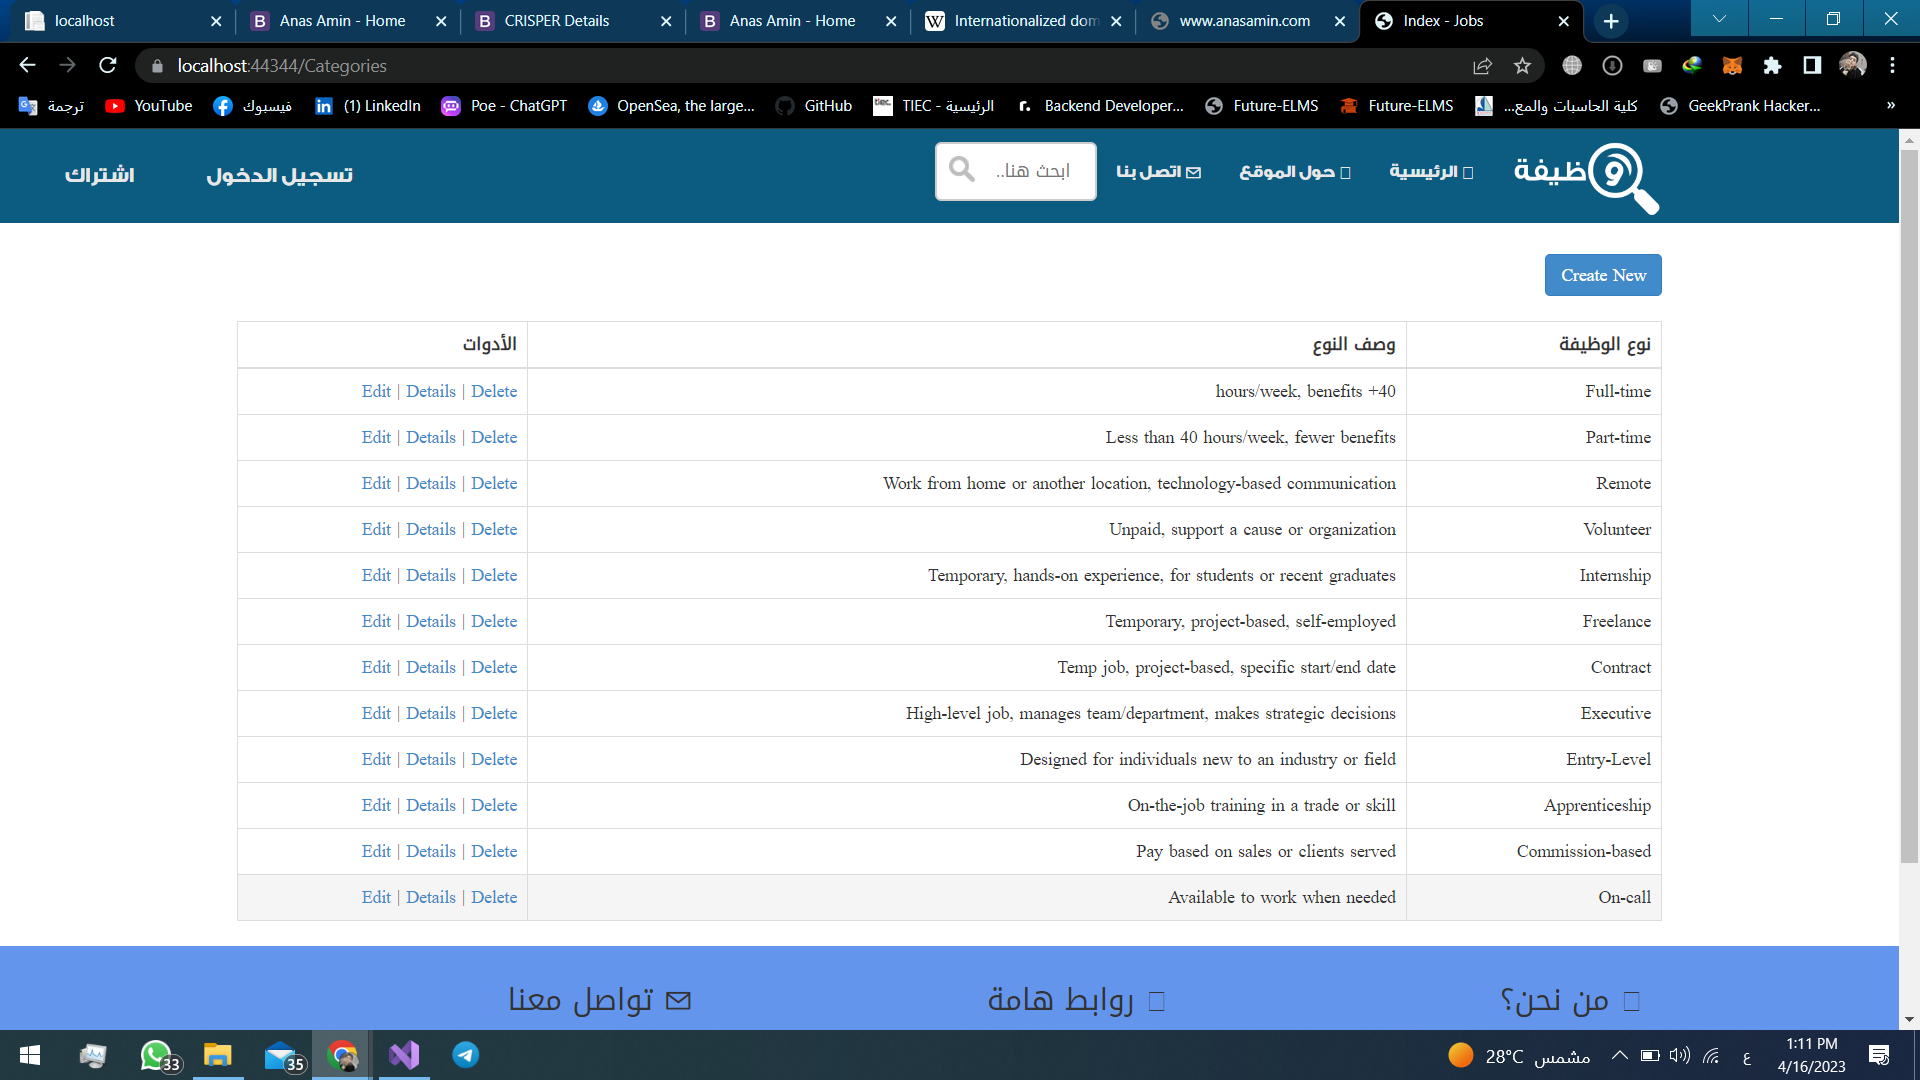 localhost
Anas Amin - Home
CRISPER Details
Anas Amin - Home
Internationalized dom
www.anasamin.com
Index - Jobs
localhost:44344/Categories
ترجمة
YouTube
فيسبوك
(1) LinkedIn
Poe - ChatGPT
OpenSea, the large...
GitHub
TIEC - الرئيسية
Backend Developer...
Future-ELMS
Future-ELMS
كلية الحاسبات والمع...
GeekPrank Hacker...
»
وظيفة
الرئيسية
حول الموقع
اتصل بنا
ابحث هنا..
تسجيل الدخول
اشتراك
Create New
نوع الوظيفة وصف النوع الأدوات
Full-time hours/week, benefits +40 Edit | Details | Delete
Part-time Less than 40 hours/week, fewer benefits Edit | Details | Delete
Remote Work from home or another location, technology-based communication Edit | Details | Delete
Volunteer Unpaid, support a cause or organization Edit | Details | Delete
Internship Temporary, hands-on experience, for students or recent graduates Edit | Details | Delete
Freelance Temporary, project-based, self-employed Edit | Details | Delete
Contract Temp job, project-based, specific start/end date Edit | Details | Delete
Executive High-level job, manages team/department, makes strategic decisions Edit | Details | Delete
Entry-Level Designed for individuals new to an industry or field Edit | Details | Delete
Apprenticeship On-the-job training in a trade or skill Edit | Details | Delete
Commission-based Pay based on sales or clients served Edit | Details | Delete
On-call Available to work when needed Edit | Details | Delete
من نحن؟
روابط هامة
تواصل معنا
33
35
28°C مشمس
ع
1:11 PM
4/16/2023